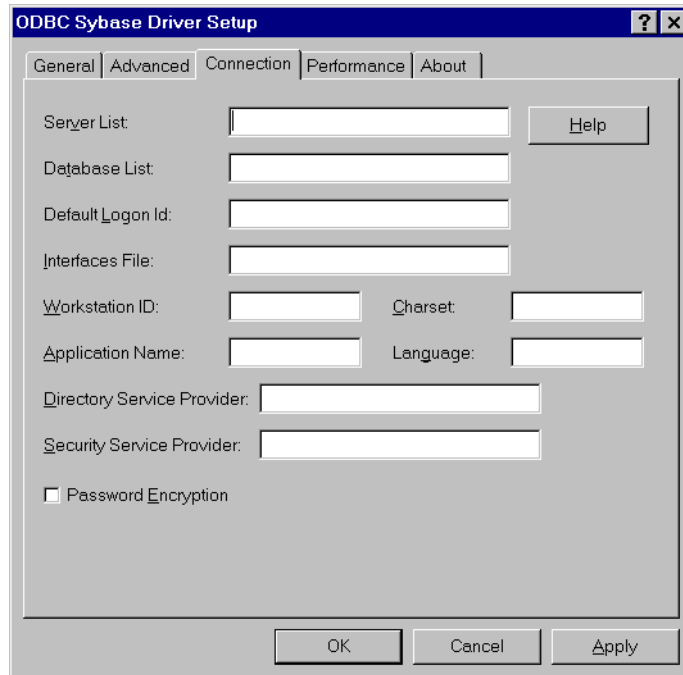 ODBC Sybase Driver Setup
General Advanced Connection Performance About
Server List:
Help
Database List:
Default Logon Id:
Interfaces File:
Workstation ID: Charset:
Application Name: Language:
Directory Service Provider:
Security Service Provider:
Password Encryption
OK Cancel Apply